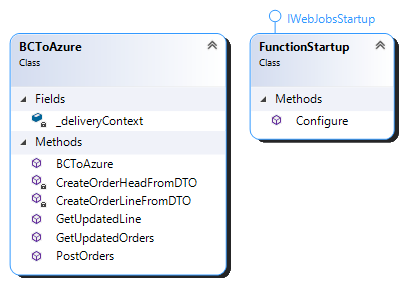 BCToAzure
Class
Fields
_deliveryContext
Methods
BCToAzure
CreateOrderHeadFromDTO
CreateOrderLineFromDTO
GetUpdatedLine
GetUpdatedOrders
PostOrders
IWebJobsStartup
FunctionStartup
Class
Methods
Configure